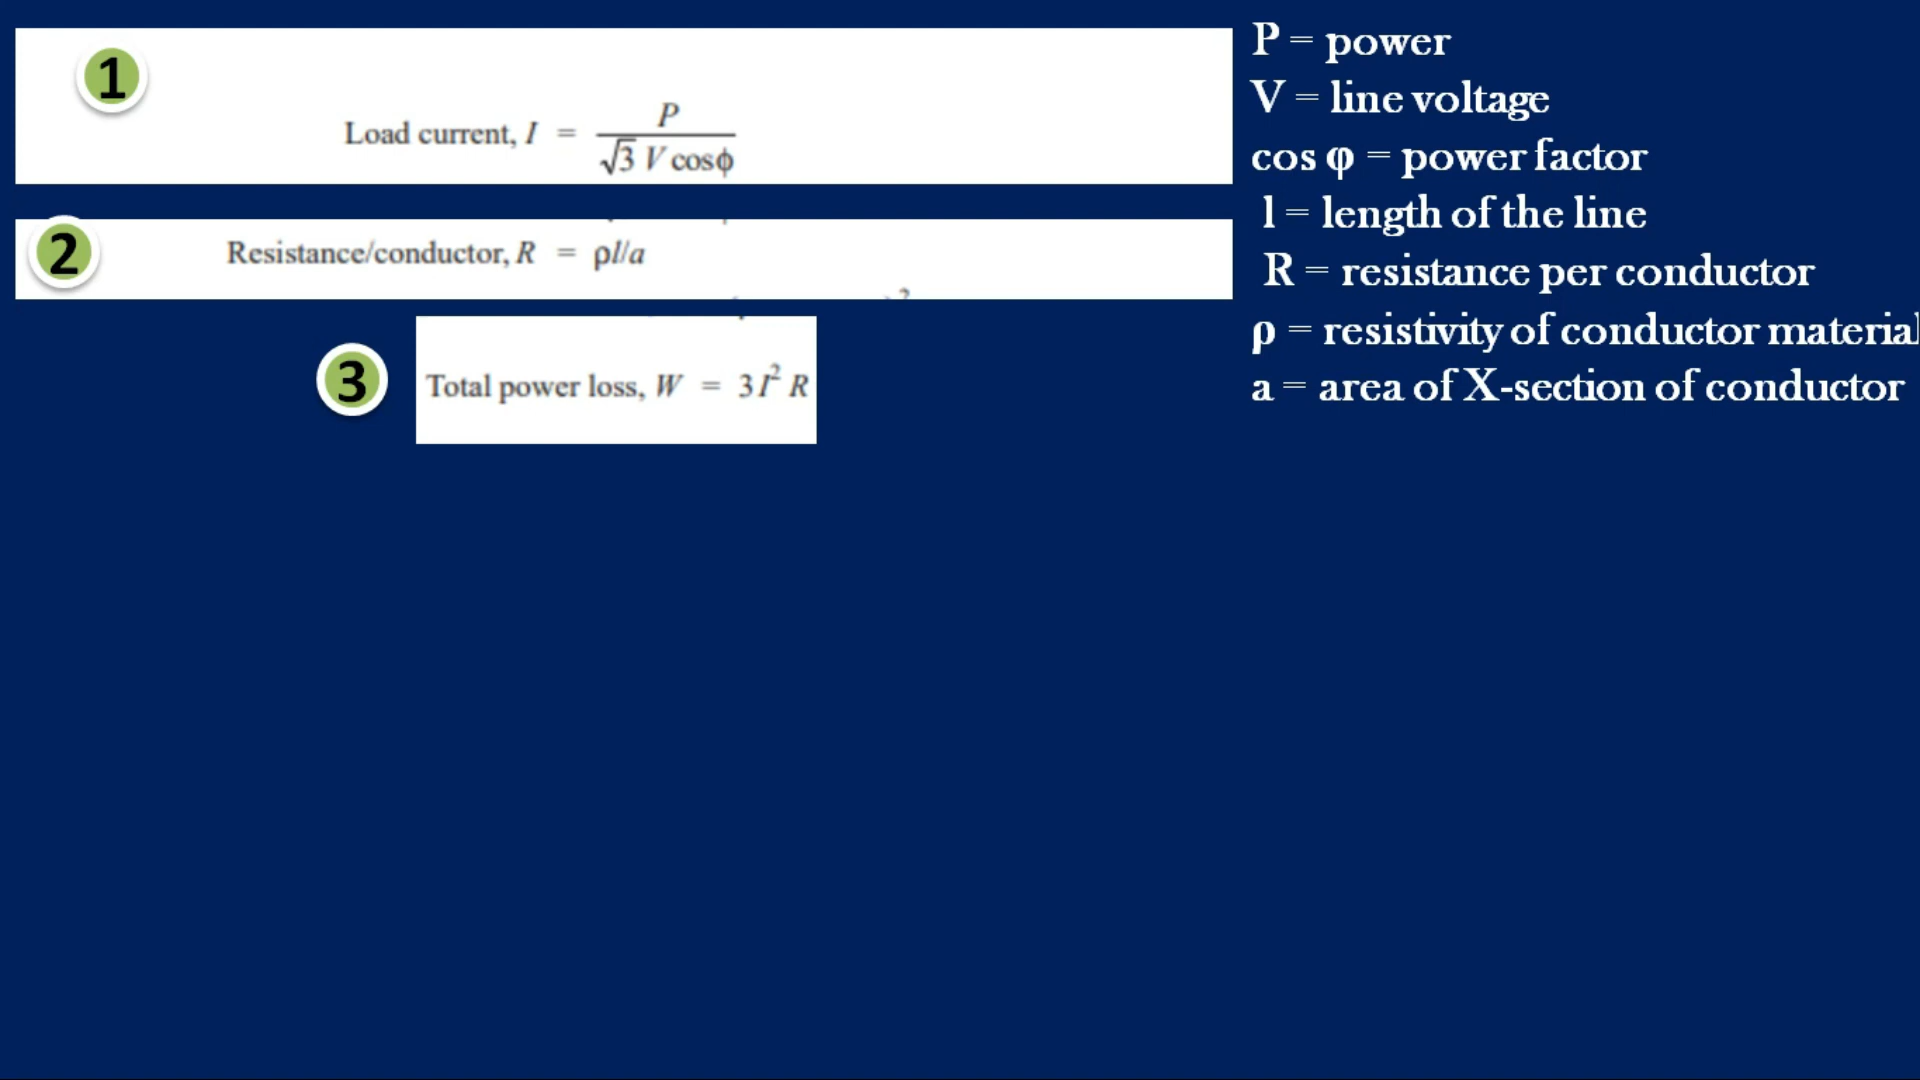 1
Load current, I = P / √3 V cosϕ
2
Resistance/conductor, R = ρl/a
3
Total power loss, W = 3I² R
P = power
V = line voltage
cos φ = power factor
l = length of the line
R = resistance per conductor
ρ = resistivity of conductor material
a = area of X-section of conductor